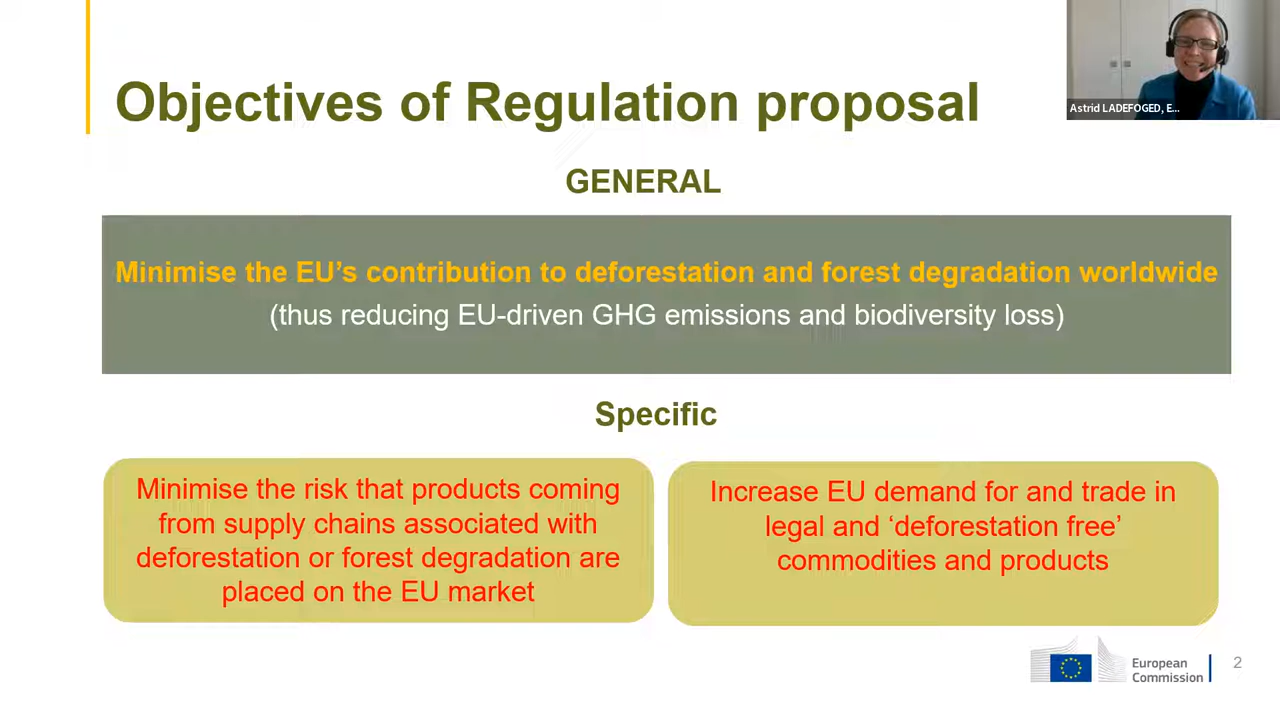 Objectives of Regulation proposal
Astrid LADEFOGED, E...
GENERAL
Minimise the EU’s contribution to deforestation and forest degradation worldwide
(thus reducing EU-driven GHG emissions and biodiversity loss)
Specific
Minimise the risk that products coming
from supply chains associated with
deforestation or forest degradation are
placed on the EU market
Increase EU demand for and trade in
legal and ‘deforestation free’
commodities and products
European
Commission
2